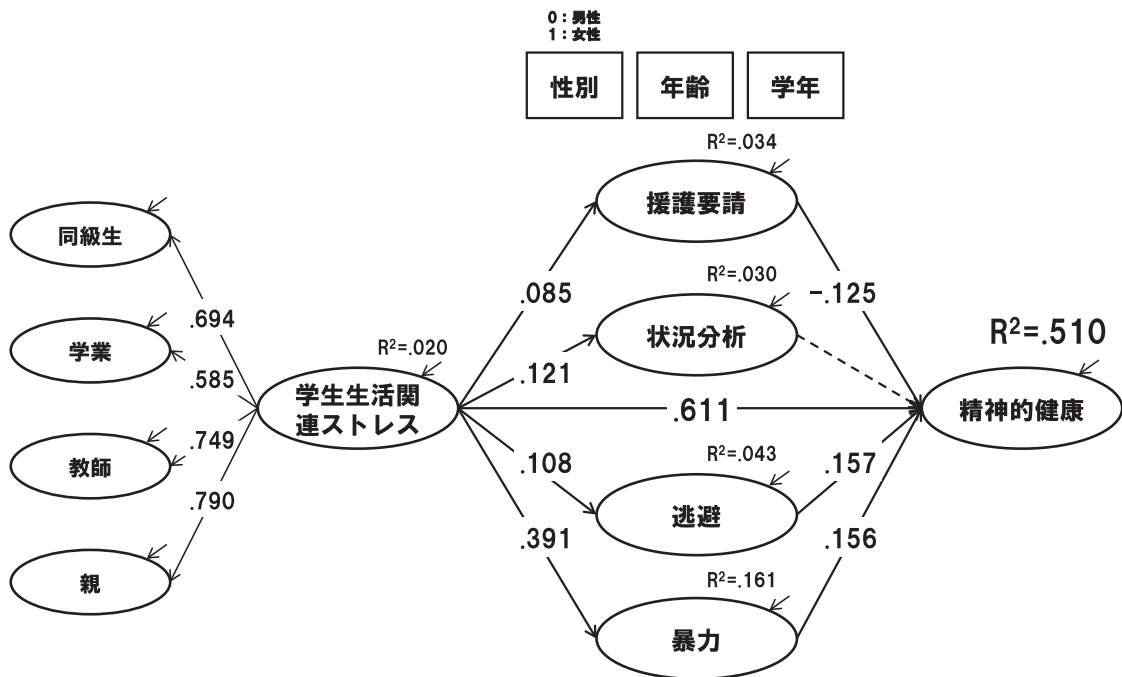 0：男性
1：女性
性別
年齢
学年
R²=.034
援護要請
同級生
.085
R²=.030
-.125
.694
状況分析
R²=.510
学業
R²=.020
.121
.585
学生生活関
連ストレス
.611
精神的健康
.749
教師
.108
R²=.043
.157
.790
逃避
.391
.156
親
R²=.161
暴力